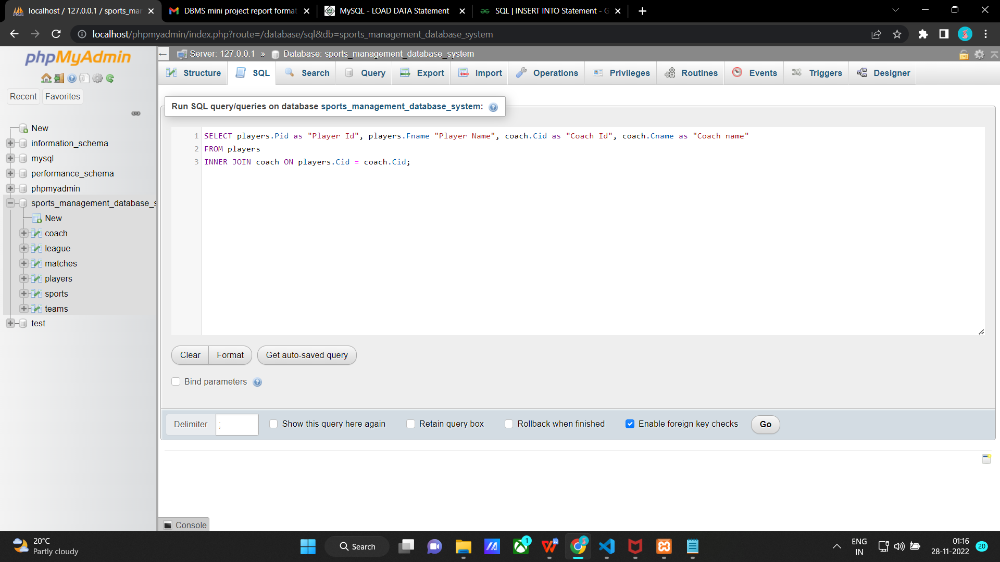 localhost / 127.0.0.1 / sports_mar
DBMS mini project report format
MySQL - LOAD DATA Statement
SQL | INSERT INTO Statement - G
localhost/phpmyadmin/index.php?route=/database/sql&db=sports_management_database_system
phpMyAdmin
Server: 127.0.0.1 » Database: sports_management_database_system
Structure SQL Search Query Export Import Operations Privileges Routines Events Triggers Designer
Recent Favorites
Run SQL query/queries on database sports_management_database_system:
New
information_schema
mysql
performance_schema
phpmyadmin
sports_management_database_s
New
coach
league
matches
players
sports
teams
test
1 SELECT players.Pid as "Player Id", players.Fname "Player Name", coach.Cid as "Coach Id", coach.Cname as "Coach name"
2 FROM players
3 INNER JOIN coach ON players.Cid = coach.Cid;
Clear Format Get auto-saved query
Bind parameters
Delimiter ; Show this query here again Retain query box Rollback when finished Enable foreign key checks Go
Console
20°C
Partly cloudy
Search
1
ENG
IN
01:16
28-11-2022
20